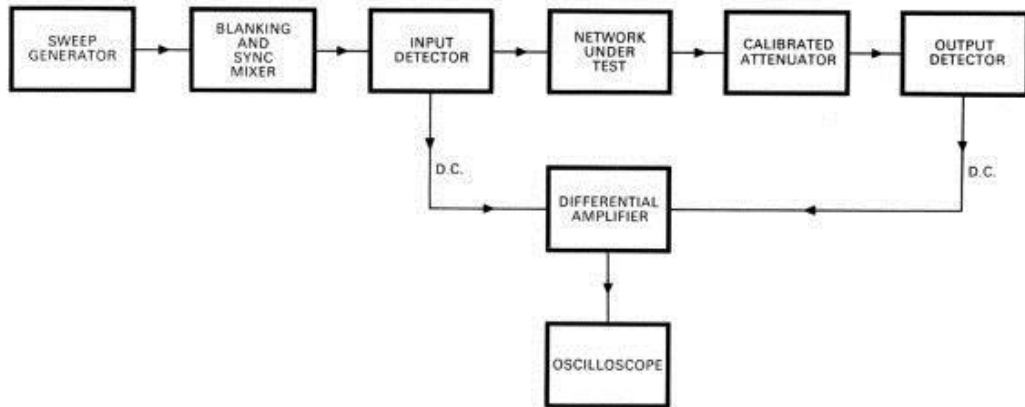 SWEEP
GENERATOR
BLANKING
AND
SYNC
MIXER
INPUT
DETECTOR
NETWORK
UNDER
TEST
CALIBRATED
ATTENUATOR
OUTPUT
DETECTOR
D.C.
D.C.
DIFFERENTIAL
AMPLIFIER
OSCILLOSCOPE